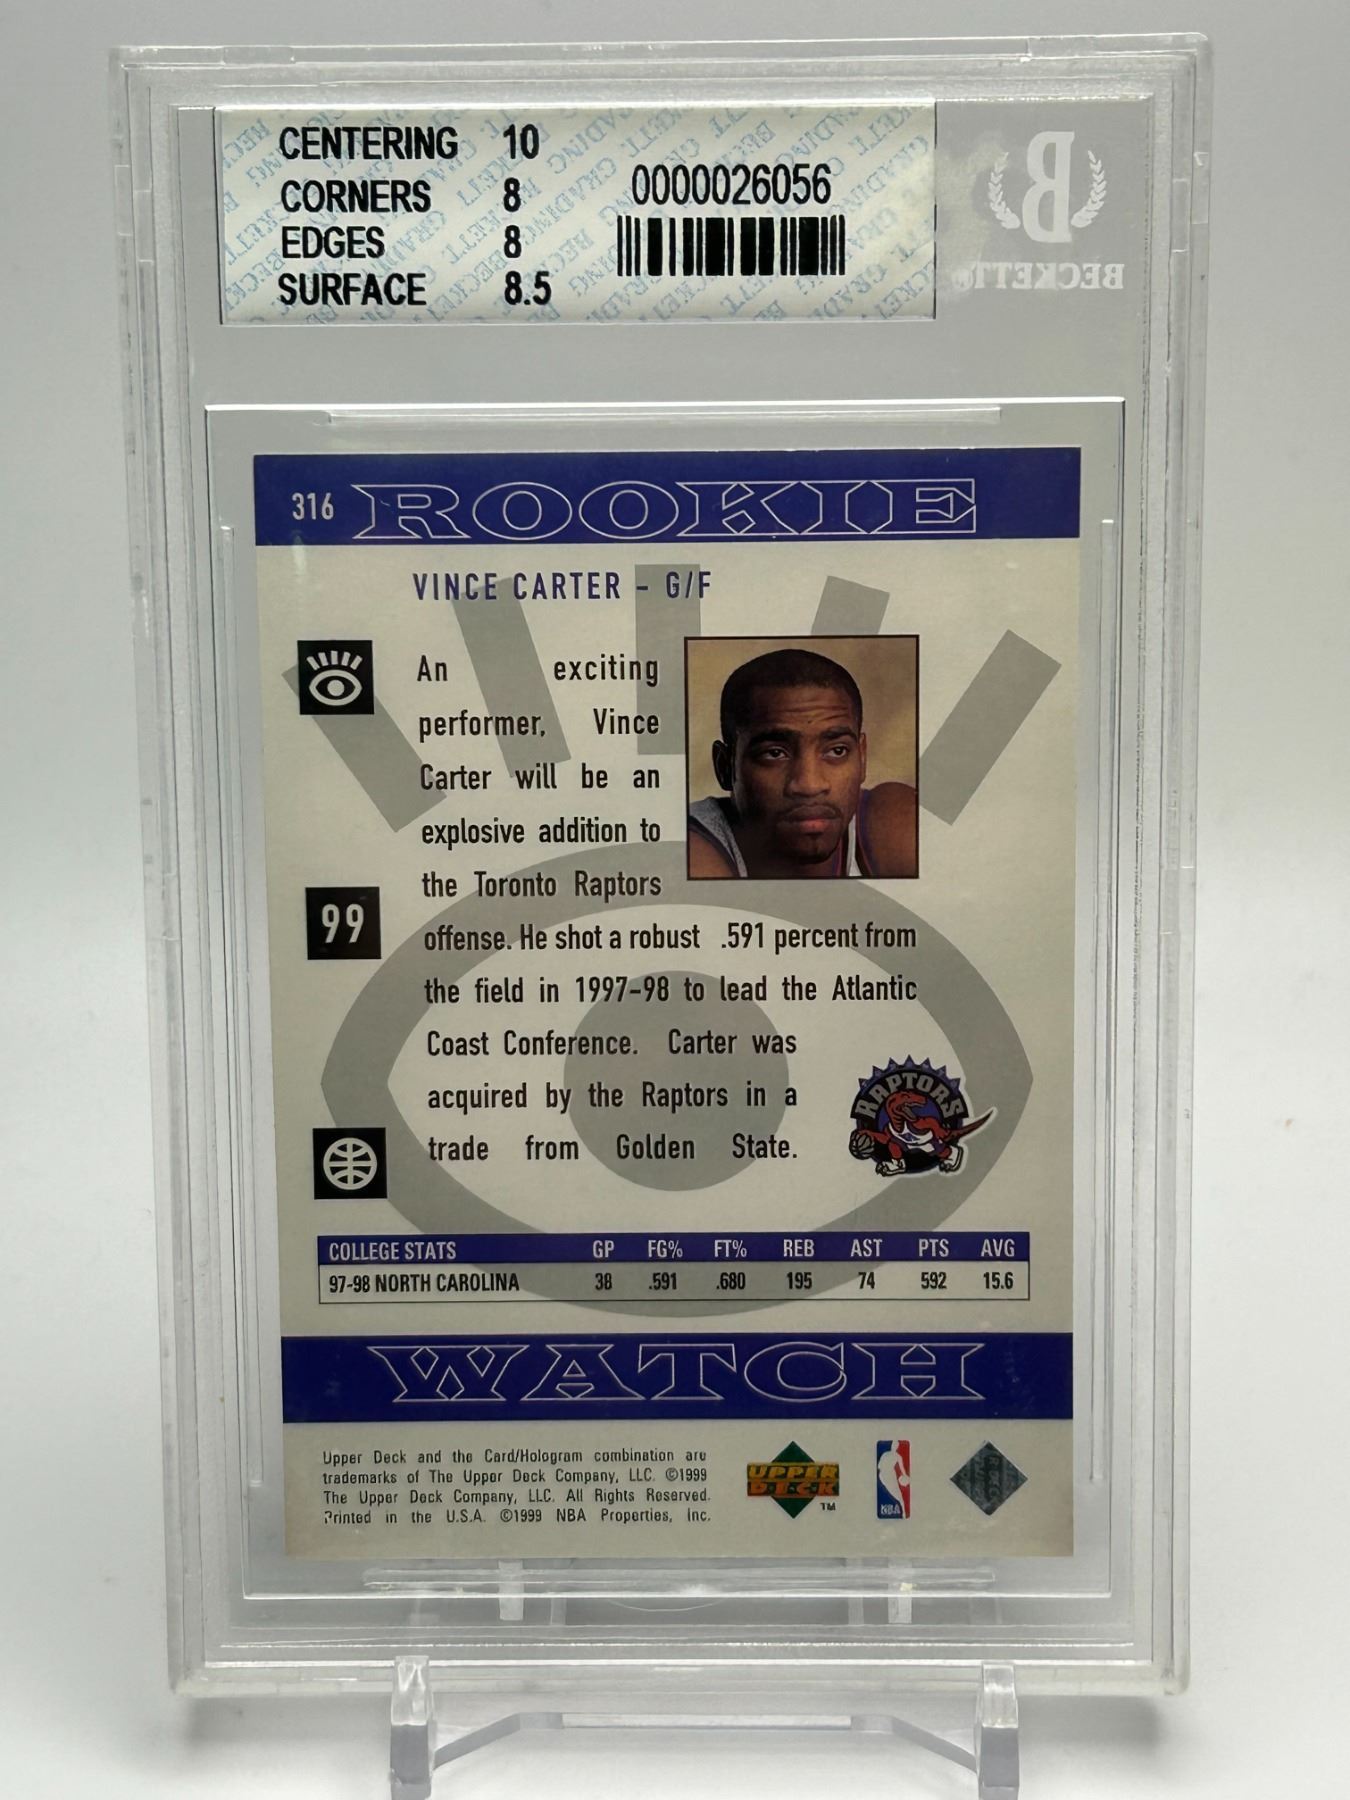 CENTERING 10
CORNERS 8
EDGES 8
SURFACE 8.5
0000026056
BECKETT
316 ROOKIE
VINCE CARTER - G/F
An exciting
performer, Vince
Carter will be an
explosive addition to
the Toronto Raptors
offense. He shot a robust .591 percent from
the field in 1997-98 to lead the Atlantic
Coast Conference. Carter was
acquired by the Raptors in a
trade from Golden State.
99
RAPTORS
COLLEGE STATS GP FG% FT% REB AST PTS AVG
97-98 NORTH CAROLINA 38 .591 .680 195 74 592 15.6
WATCH
Upper Deck and the Card/Hologram combination are
trademarks of The Upper Deck Company, LLC. ©1999
The Upper Deck Company, LLC. All Rights Reserved.
Printed in the U.S.A. ©1999 NBA Properties, Inc.
UPPER
DECK
TM
NBA